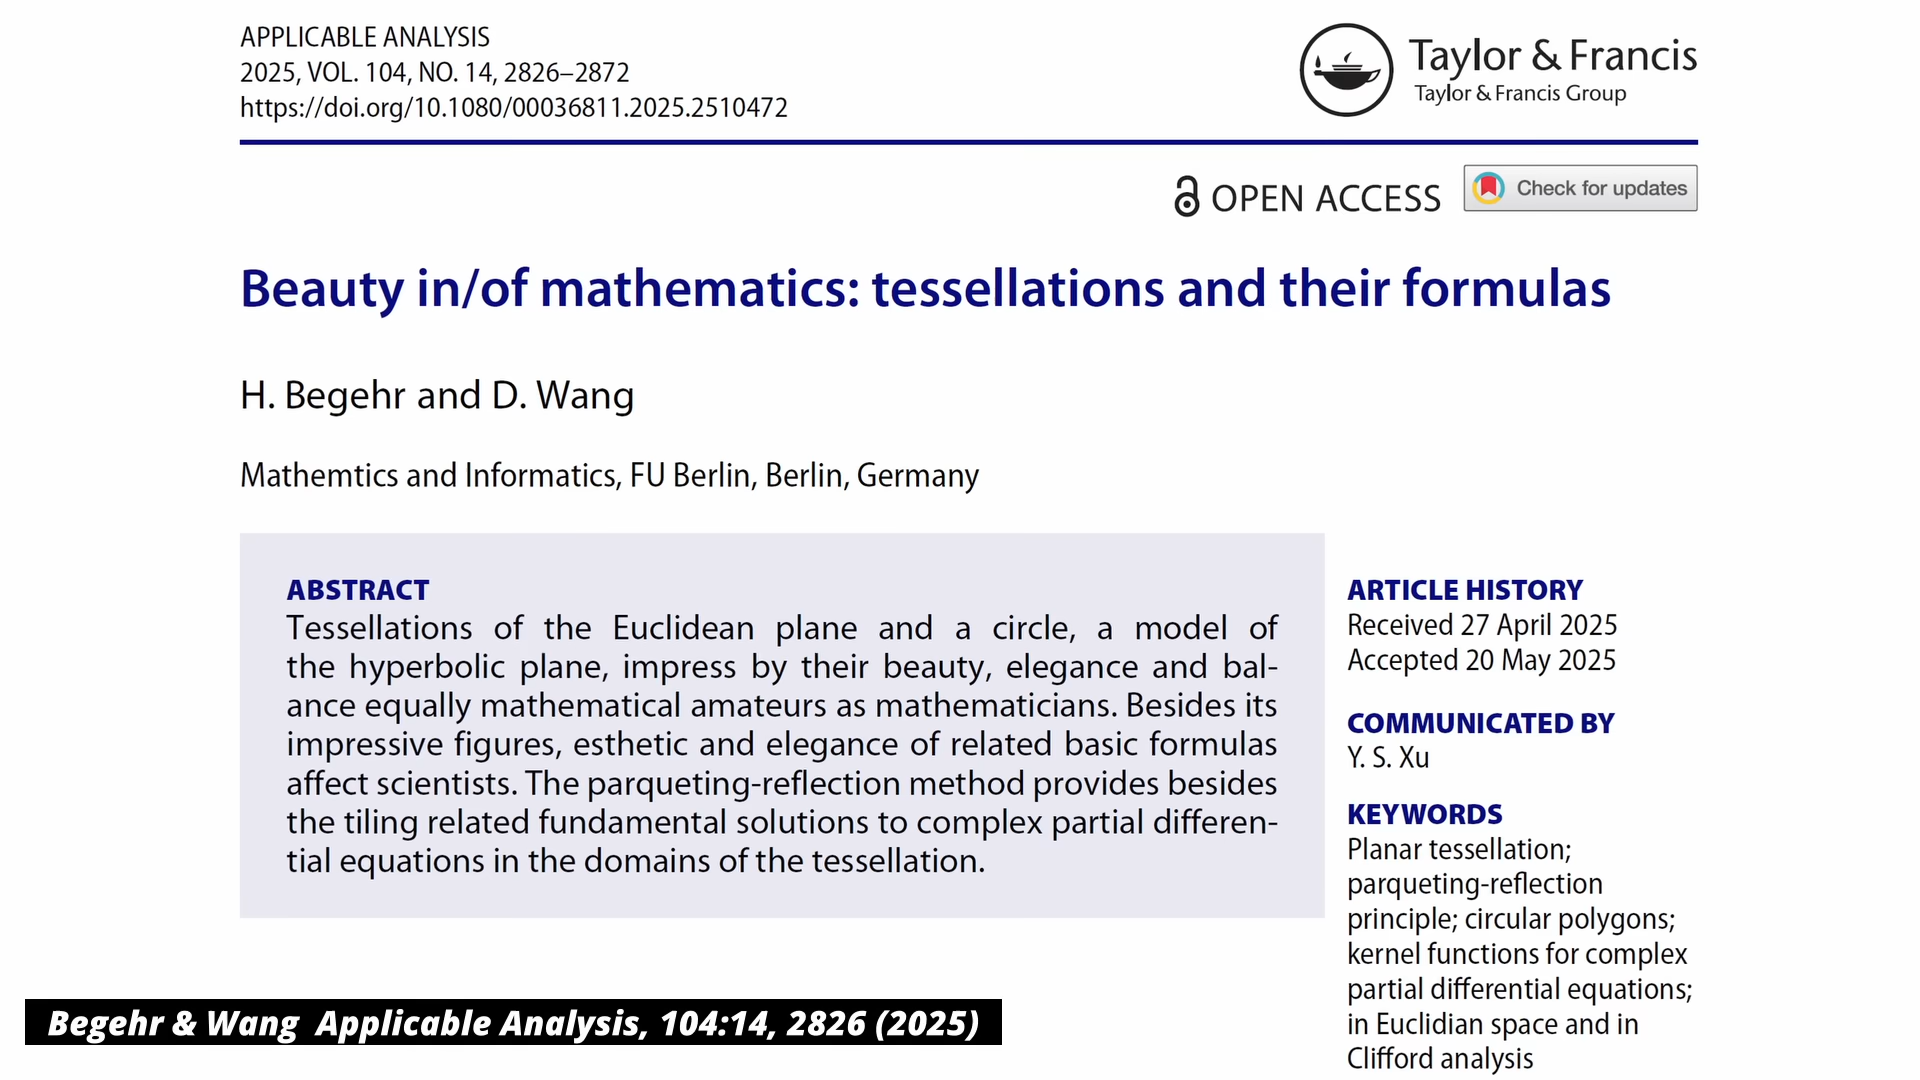 APPLICABLE ANALYSIS
2025, VOL. 104, NO. 14, 2826–2872
https://doi.org/10.1080/00036811.2025.2510472
Taylor & Francis
Taylor & Francis Group
OPEN ACCESS
Check for updates
Beauty in/of mathematics: tessellations and their formulas
H. Begehr and D. Wang
Mathemtics and Informatics, FU Berlin, Berlin, Germany
ABSTRACT
Tessellations of the Euclidean plane and a circle, a model of
the hyperbolic plane, impress by their beauty, elegance and bal-
ance equally mathematical amateurs as mathematicians. Besides its
impressive figures, esthetic and elegance of related basic formulas
affect scientists. The parqueting-reflection method provides besides
the tiling related fundamental solutions to complex partial differen-
tial equations in the domains of the tessellation.
ARTICLE HISTORY
Received 27 April 2025
Accepted 20 May 2025
COMMUNICATED BY
Y. S. Xu
KEYWORDS
Planar tessellation;
parqueting-reflection
principle; circular polygons;
kernel functions for complex
partial differential equations;
in Euclidian space and in
Clifford analysis
Begehr & Wang Applicable Analysis, 104:14, 2826 (2025)